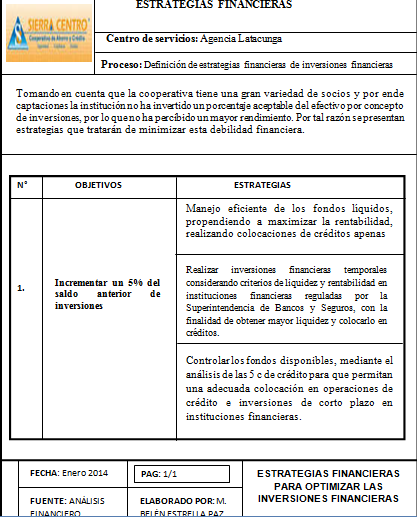 ESTRATEGIAS FINANCIERAS
SIERRA CENTRO
Cooperativa de Ahorro y Crédito
Centro de servicios: Agencia Latacunga
Proceso: Definición de estrategias financieras de inversiones financieras
Tomando en cuenta que la cooperativa tiene una gran variedad de socios y por ende
captaciones la institución no ha invertido un porcentaje aceptable del efectivo por concepto
de inversiones, por lo que no ha percibido un mayor rendimiento. Por tal razón se presentan
estrategias que tratarán de minimizar esta debilidad financiera.
N° OBJETIVOS ESTRATEGIAS
Manejo eficiente de los fondos líquidos,
propendiendo a maximizar la rentabilidad,
realizando colocaciones de créditos apenas
1. Incrementar un 5% del
saldo anterior de
inversiones
Realizar inversiones financieras temporales
considerando criterios de liquidez y rentabilidad en
instituciones financieras reguladas por la
Superintendencia de Bancos y Seguros, con la
finalidad de obtener mayor liquidez y colocarlo en
créditos.
Controlar los fondos disponibles, mediante el
análisis de las 5 c de crédito para que permitan
una adecuada colocación en operaciones de
crédito e inversiones de corto plazo en
instituciones financieras.
FECHA: Enero 2014 PAG: 1/1
FUENTE: ANÁLISIS
FINANCIERO
ELABORADO POR: M.
BELÉN ESTRELLA PAZ
ESTRATEGIAS FINANCIERAS
PARA OPTIMIZAR LAS
INVERSIONES FINANCIERAS